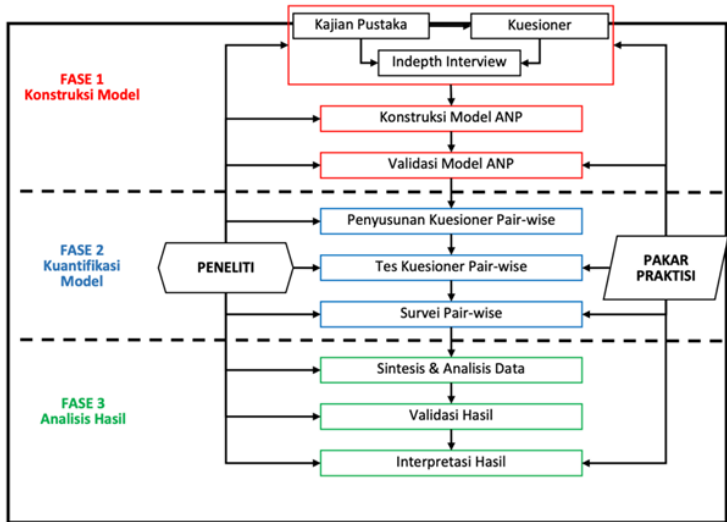 Kajian Pustaka
Kuesioner
Indepth Interview
FASE 1
Konstruksi Model
Konstruksi Model ANP
Validasi Model ANP
Penyusunan Kuesioner Pair-wise
FASE 2
Kuantifikasi
Model
PENELITI
Tes Kuesioner Pair-wise
PAKAR
PRAKTISI
Survei Pair-wise
Sintesis & Analisis Data
FASE 3
Analisis Hasil
Validasi Hasil
Interpretasi Hasil